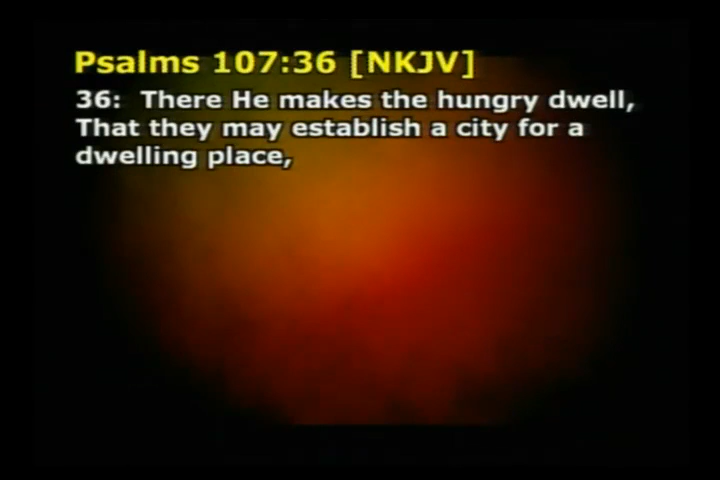 Psalms 107:36 [NKJV]
36: There He makes the hungry dwell,
That they may establish a city for a
dwelling place,